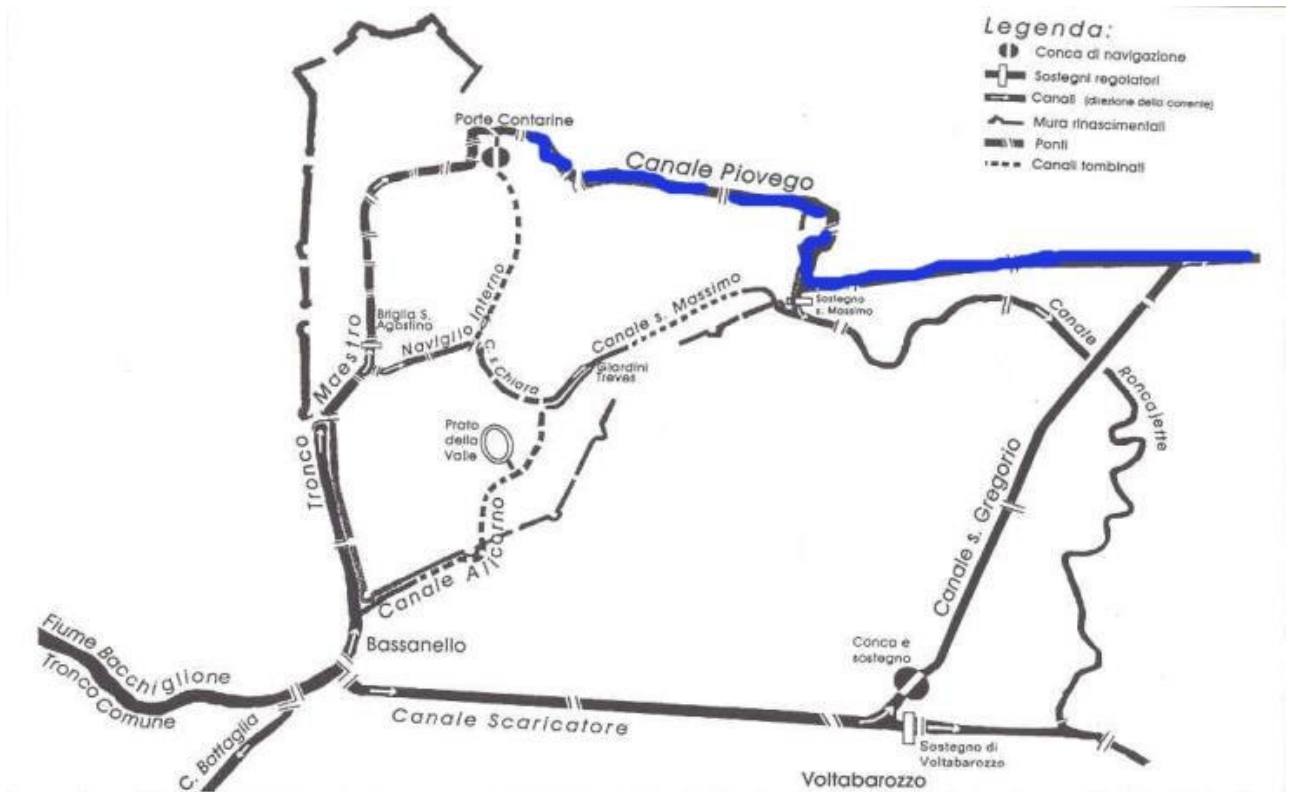 Legenda:
Conca di navigazione
Sostegni regolatori
Canali (direzione della corrente)
Mura rinascimentali
Ponti
Canali tombinati
Porte Contarine
Canale Piovego
Briglia S.
Agostino
Naviglio Interno
Canale s. Massimo
Sostegno
s. Massimo
Canale Roncajette
Tronco Maestro
C. s. Chiara
Giardini
Treves
Prato
della
Valle
Canale Alicorno
Canale s. Gregorio
Fiume Bacchiglione
Tronco Comune
Bassanello
Conca e
sostegno
C. Battaglia
Canale Scaricatore
Sostegno di
Voltabarozzo
Voltabarozzo